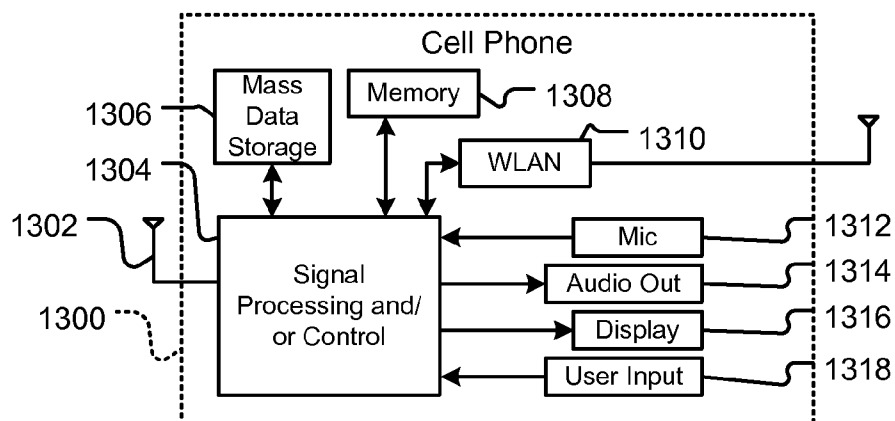 Cell Phone
Mass
Data
Storage
1306
Memory
1308
1304
WLAN
1310
1302
Mic
1312
Signal
Processing and/
or Control
Audio Out
1314
1300
Display
1316
User Input
1318